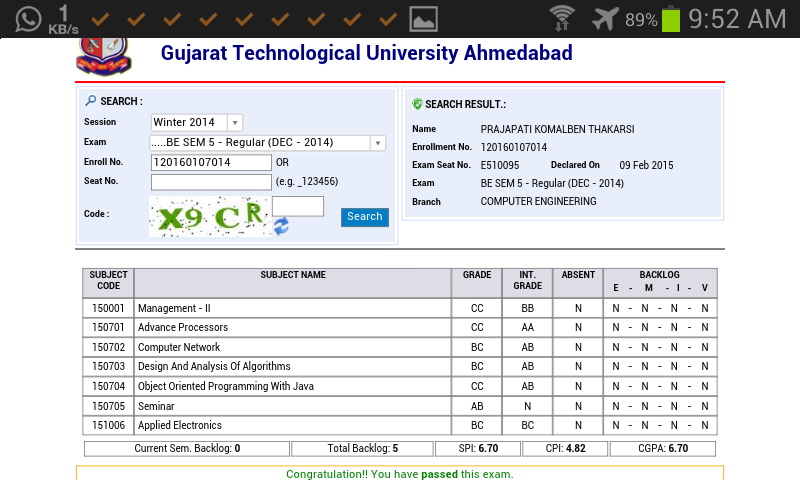 1
KB/s
89%
9:52 AM
Gujarat Technological University Ahmedabad
SEARCH :
Session Winter 2014
Exam .....BE SEM 5 - Regular (DEC - 2014)
Enroll No. 120160107014 OR
Seat No. (e.g. _123456)
Code : X9CR Search
SEARCH RESULT.:
Name PRAJAPATI KOMALBEN THAKARSI
Enrollment No. 120160107014
Exam Seat No. E510095 Declared On 09 Feb 2015
Exam BE SEM 5 - Regular (DEC - 2014)
Branch COMPUTER ENGINEERING
SUBJECT CODE SUBJECT NAME GRADE INT. GRADE ABSENT BACKLOG
E - M - I - V
150001 Management - II CC BB N N - N - N - N
150701 Advance Processors CC AA N N - N - N - N
150702 Computer Network BC AB N N - N - N - N
150703 Design And Analysis Of Algorithms BC AB N N - N - N - N
150704 Object Oriented Programming With Java CC AB N N - N - N - N
150705 Seminar AB N N N - N - N - N
151006 Applied Electronics BC BC N N - N - N - N
Current Sem. Backlog: 0 Total Backlog: 5 SPI: 6.70 CPI: 4.82 CGPA: 6.70
Congratulation!! You have passed this exam.